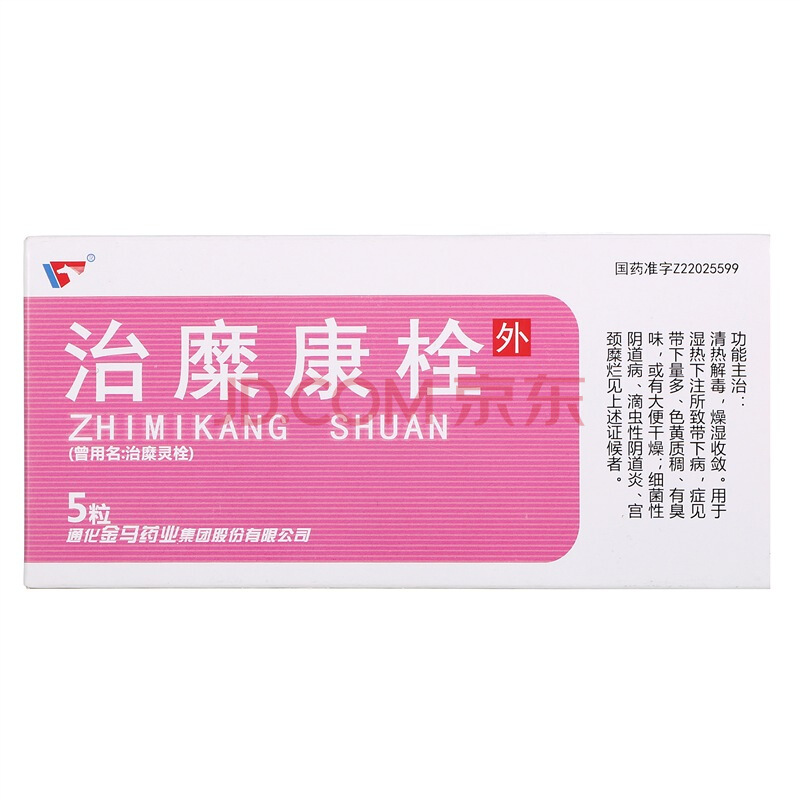 国药准字Z22025599
治糜康栓
外
ZHIMIKANG SHUAN
(曾用名:治糜灵栓)
5粒
通化金马药业集团股份有限公司
功能主治：
清热解毒，燥湿收敛。用于
湿热下注所致带下病，症见
带下量多、色黄质稠、有臭
味，或有大便干燥；细菌性
阴道病、滴虫性阴道炎、宫
颈糜烂见上述证候者。
JD.COM 京东